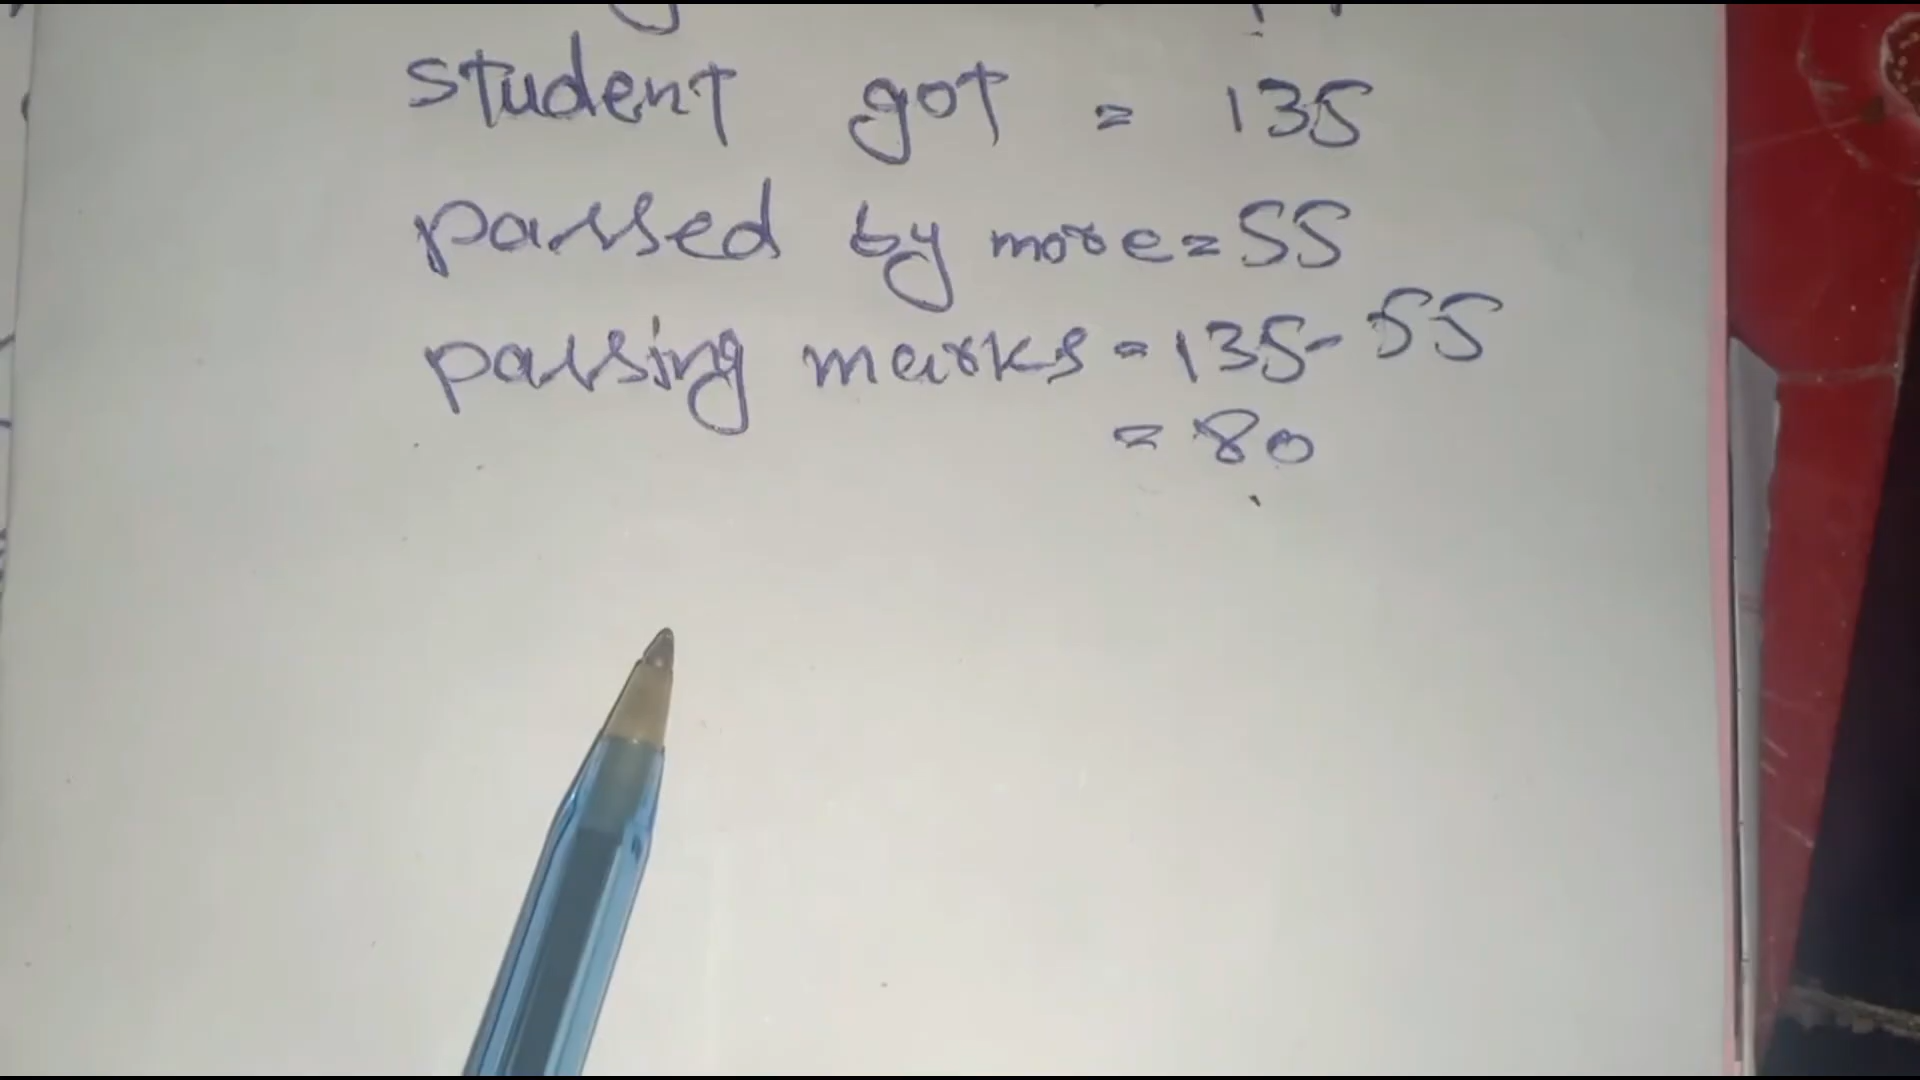 student got = 135
passed by more = 55
passing marks = 135 - 55
= 80